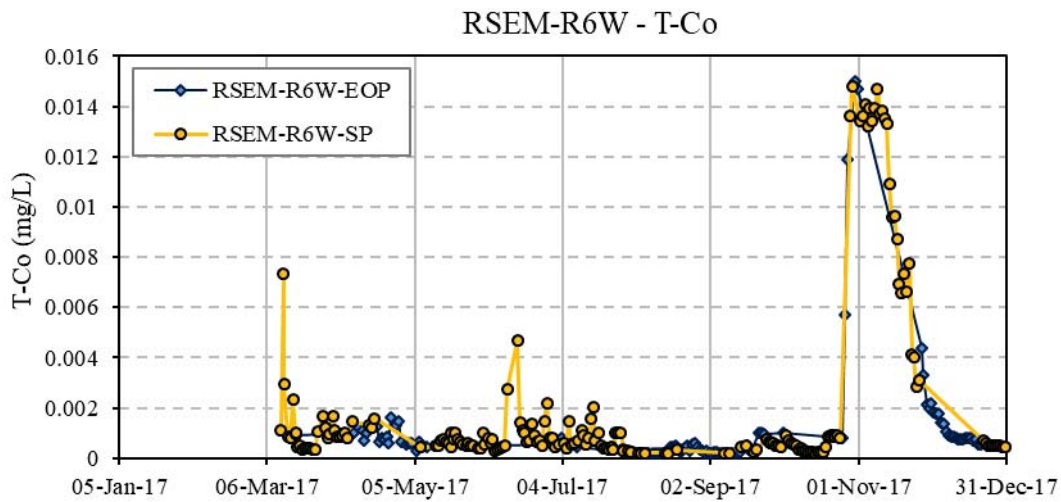 RSEM-R6W - T-Co
0.016
0.014
0.012
0.01
0.008
0.006
0.004
0.002
0
T-Co (mg/L)
RSEM-R6W-EOP
RSEM-R6W-SP
05-Jan-17 06-Mar-17 05-May-17 04-Jul-17 02-Sep-17 01-Nov-17 31-Dec-17